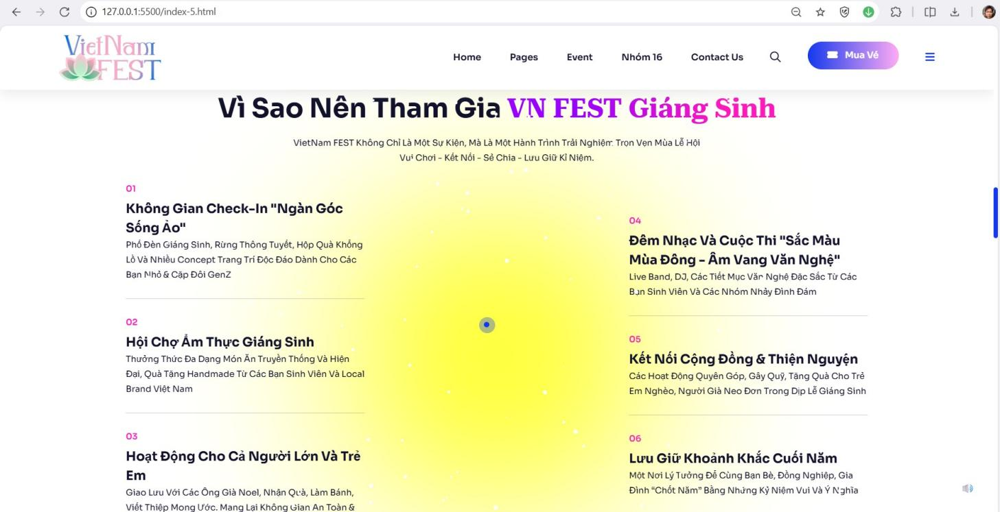 127.0.0.1:5500/index-5.html
VietNam
FEST
Home
Pages
Event
Nhóm 16
Contact Us
Mua Vé
Vì Sao Nên Tham Gia VN FEST Giáng Sinh
VietNam FEST Không Chỉ Là Một Sự Kiện, Mà Là Một Hành Trình Trải Nghiệm Trọn Vẹn Mùa Lễ Hội
Vui Chơi - Kết Nối - Sẻ Chia - Lưu Giữ Kỉ Niệm.
01
Không Gian Check-In "Ngàn Góc
Sống Ảo"
Phố Đèn Giáng Sinh, Rừng Thông Tuyết, Hộp Quà Khổng
Lồ Và Nhiều Concept Trang Trí Độc Đáo Dành Cho Các
Bạn Nhỏ & Cặp Đôi GenZ
02
Hội Chợ Ẩm Thực Giáng Sinh
Thưởng Thức Đa Dạng Món Ăn Truyền Thống Và Hiện
Đại, Quà Tặng Handmade Từ Các Bạn Sinh Viên Và Local
Brand Việt Nam
03
Hoạt Động Cho Cả Người Lớn Và Trẻ
Em
Giao Lưu Với Các Ông Già Noel, Nhận Quà, Làm Bánh,
Viết Thiệp Mong Ước. Mang Lại Không Gian An Toàn &
04
Đêm Nhạc Và Cuộc Thi "Sắc Màu
Mùa Đông - Âm Vang Văn Nghệ"
Live Band, DJ, Các Tiết Mục Văn Nghệ Đặc Sắc Từ Các
Bạn Sinh Viên Và Các Nhóm Nhảy Đình Đám
05
Kết Nối Cộng Đồng & Thiện Nguyện
Các Hoạt Động Quyên Góp, Gây Quỹ, Tặng Quà Cho Trẻ
Em Nghèo, Người Già Neo Đơn Trong Dịp Lễ Giáng Sinh
06
Lưu Giữ Khoảnh Khắc Cuối Năm
Một Nơi Lý Tưởng Để Cùng Bạn Bè, Đồng Nghiệp, Gia
Đình “Chốt Năm” Bằng Những Kỷ Niệm Vui Và Ý Nghĩa